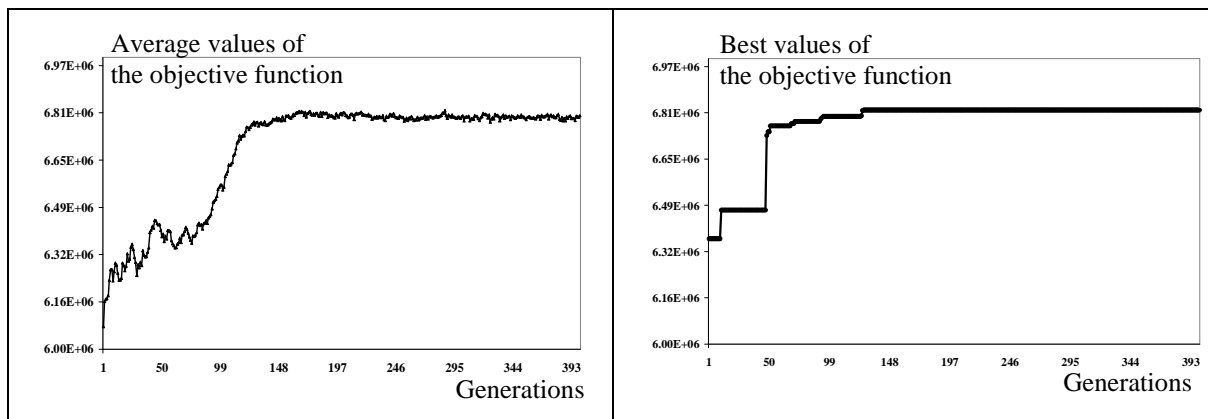 Average values of
the objective function
6.97E+06
6.81E+06
6.65E+06
6.49E+06
6.32E+06
6.16E+06
6.00E+06
1 50 99 148 197 246 295 344 393
Generations
Best values of
the objective function
6.97E+06
6.81E+06
6.65E+06
6.49E+06
6.32E+06
6.16E+06
6.00E+06
1 50 99 148 197 246 295 344 393
Generations